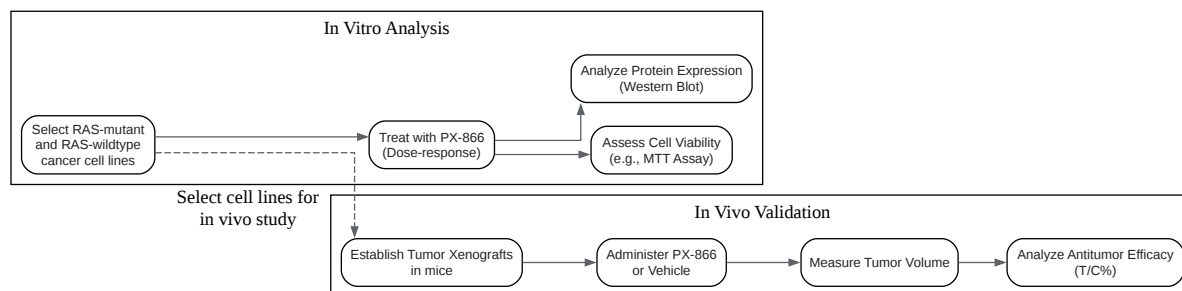 In Vitro Analysis
Analyze Protein Expression
(Western Blot)
Select RAS-mutant
and RAS-wildtype
cancer cell lines
Treat with PX-866
(Dose-response)
Assess Cell Viability
(e.g., MTT Assay)
Select cell lines for
in vivo study
In Vivo Validation
Establish Tumor Xenografts
in mice
Administer PX-866
or Vehicle
Measure Tumor Volume
Analyze Antitumor Efficacy
(T/C%)